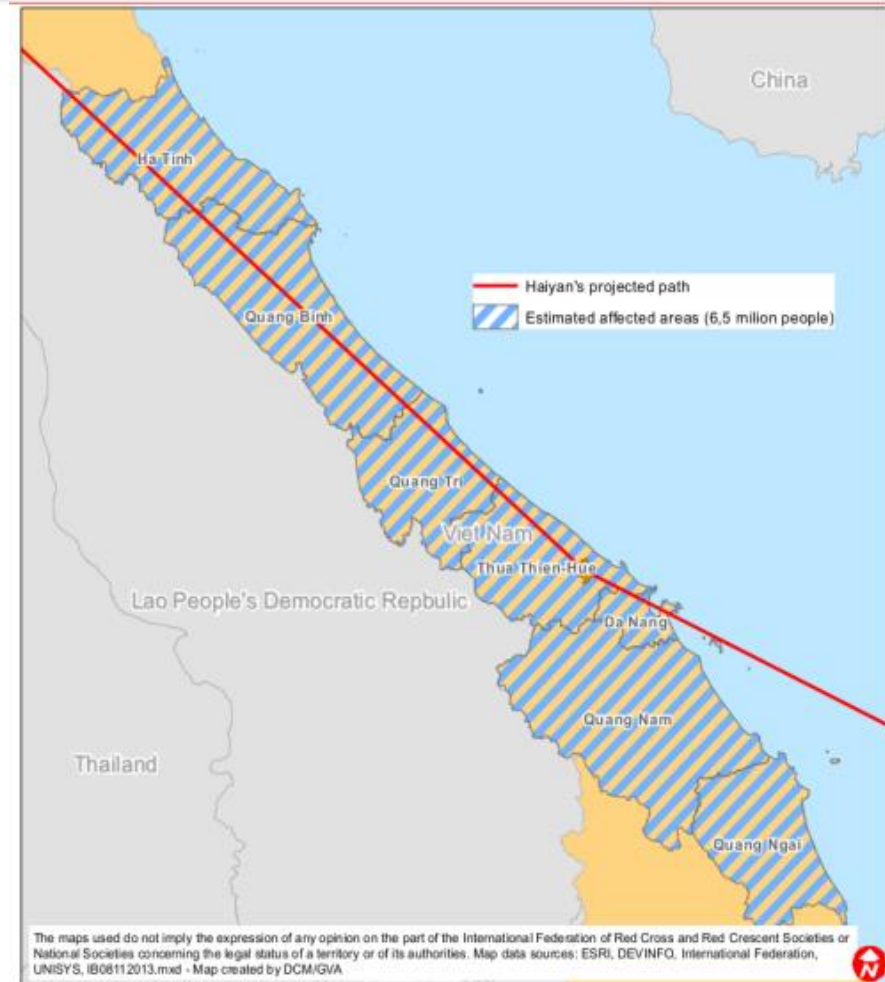 China
Ha Tinh
Haiyan's projected path
Estimated affected areas (6,5 milion people)
Quang Binh
Quang Tri
Viet Nam
Thua Thien-Hue
Lao People's Democratic Repbulic
Da Nang
Quang Nam
Thailand
Quang Ngai
The maps used do not imply the expression of any opinion on the part of the International Federation of Red Cross and Red Crescent Societies or
National Societies concerning the legal status of a territory or of its authorities. Map data sources: ESRI, DEVINFO, International Federation,
UNISYS, IB08112013.mxd - Map created by DCM/GVA
N